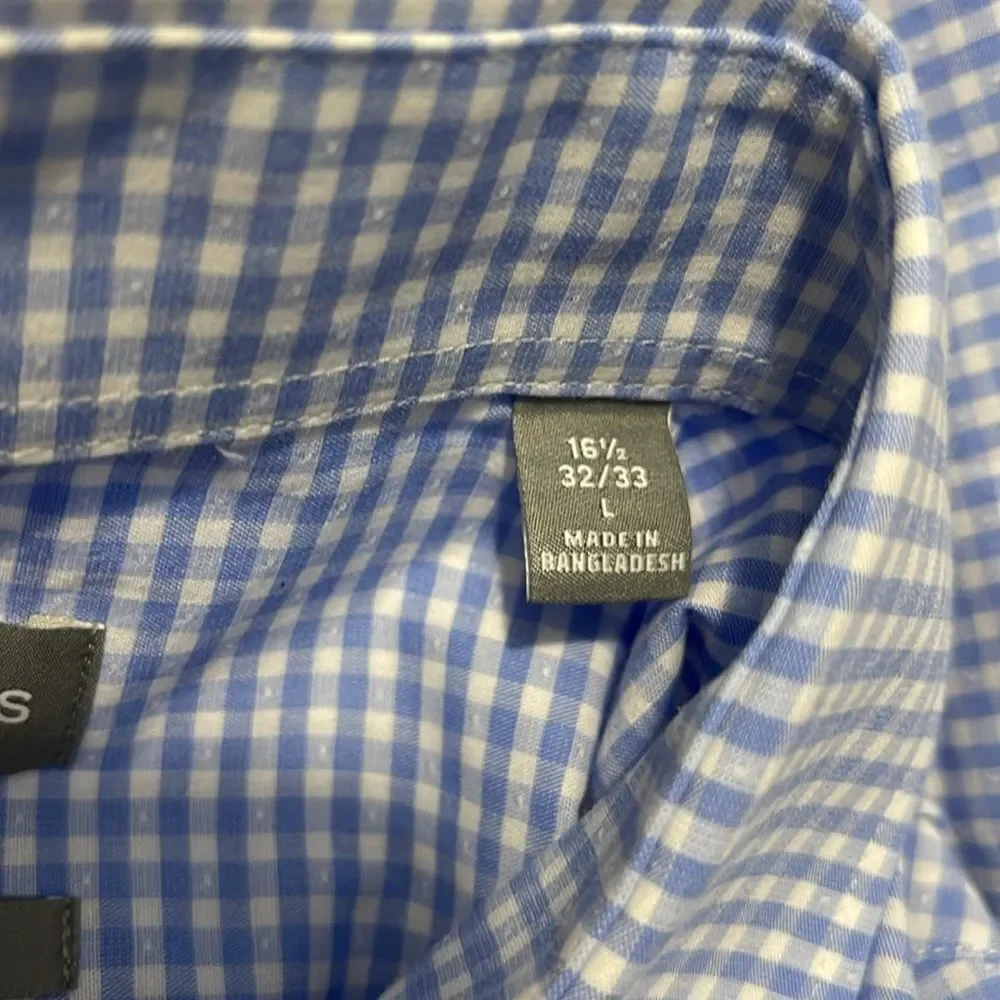 16½
32/33
L
MADE IN
BANGLADESH
S